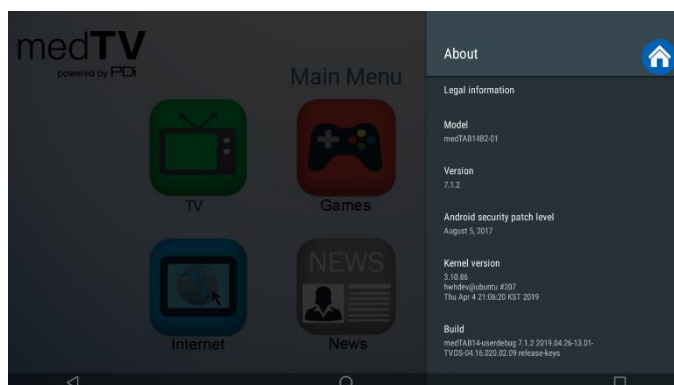 medTV
powered by PDi
Main Menu
TV
Games
NEWS
Internet
News
About
Legal information
Model
medTAB14B2-01
Version
7.1.2
Android security patch level
August 5, 2017
Kernel version
3.10.86
hwhdev@ubuntu #207
Thu Apr 4 21:06:20 KST 2019
Build
medTAB14-userdebug 7.1.2 2019.04.26-13.01-
TVOS-04.16.020.02.09 release-keys